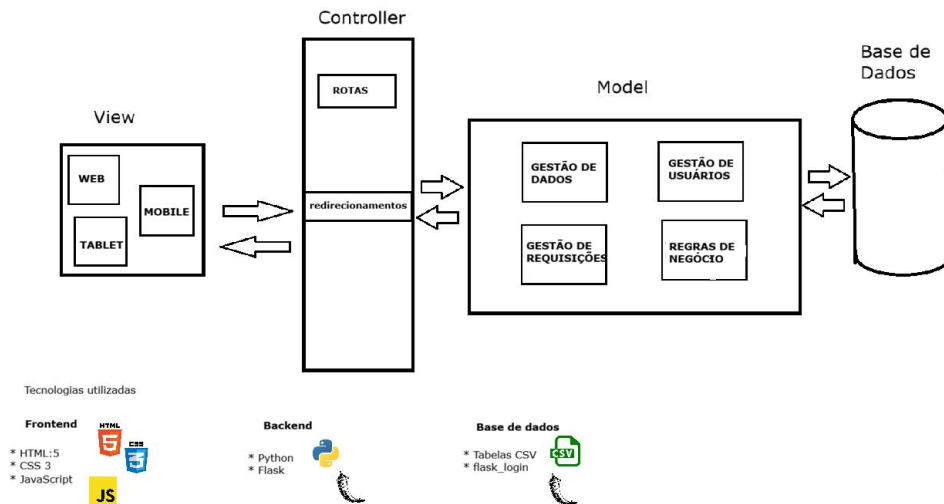 Controller
Base de
Dados
View
Model
ROTAS
WEB
MOBILE
TABLET
redirecionamentos
GESTÃO DE
DADOS
GESTÃO DE
USUÁRIOS
GESTÃO DE
REQUISIÇÕES
REGRAS DE
NEGÓCIO
Tecnologias utilizadas
Frontend
* HTML:5
* CSS 3
* JavaScript
HTML
5
CSS
3
JS
Backend
* Python
* Flask
Base de dados
* Tabelas CSV
* flask_login
CSV